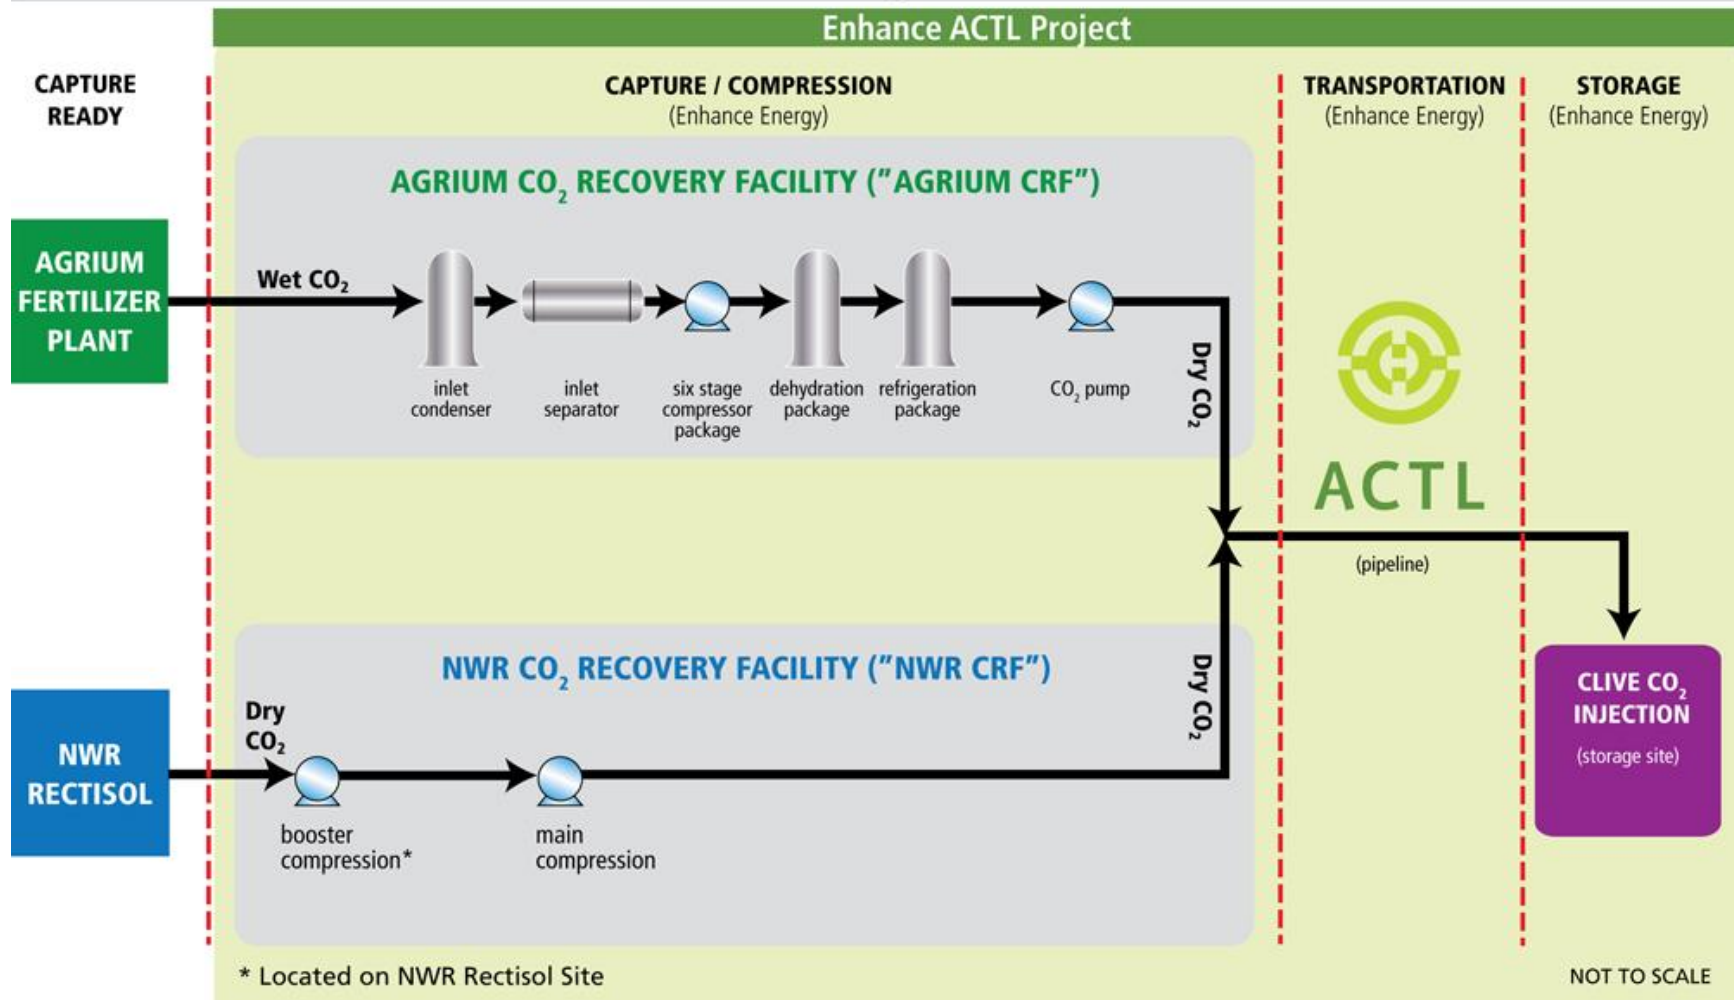 Enhance ACTL Project
CAPTURE
READY
CAPTURE / COMPRESSION
(Enhance Energy)
TRANSPORTATION
(Enhance Energy)
STORAGE
(Enhance Energy)
AGRIUM CO₂ RECOVERY FACILITY ("AGRIUM CRF")
AGRIUM
FERTILIZER
PLANT
Wet CO₂
inlet
condenser
inlet
separator
six stage
compressor
package
dehydration
package
refrigeration
package
CO₂ pump
Dry CO₂
ACTL
(pipeline)
NWR CO₂ RECOVERY FACILITY ("NWR CRF")
NWR
RECTISOL
Dry
CO₂
booster
compression*
main
compression
Dry CO₂
CLIVE CO₂
INJECTION
(storage site)
* Located on NWR Rectisol Site
NOT TO SCALE